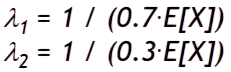 λ₁ = 1 / (0.7·E[X])
λ₂ = 1 / (0.3·E[X])